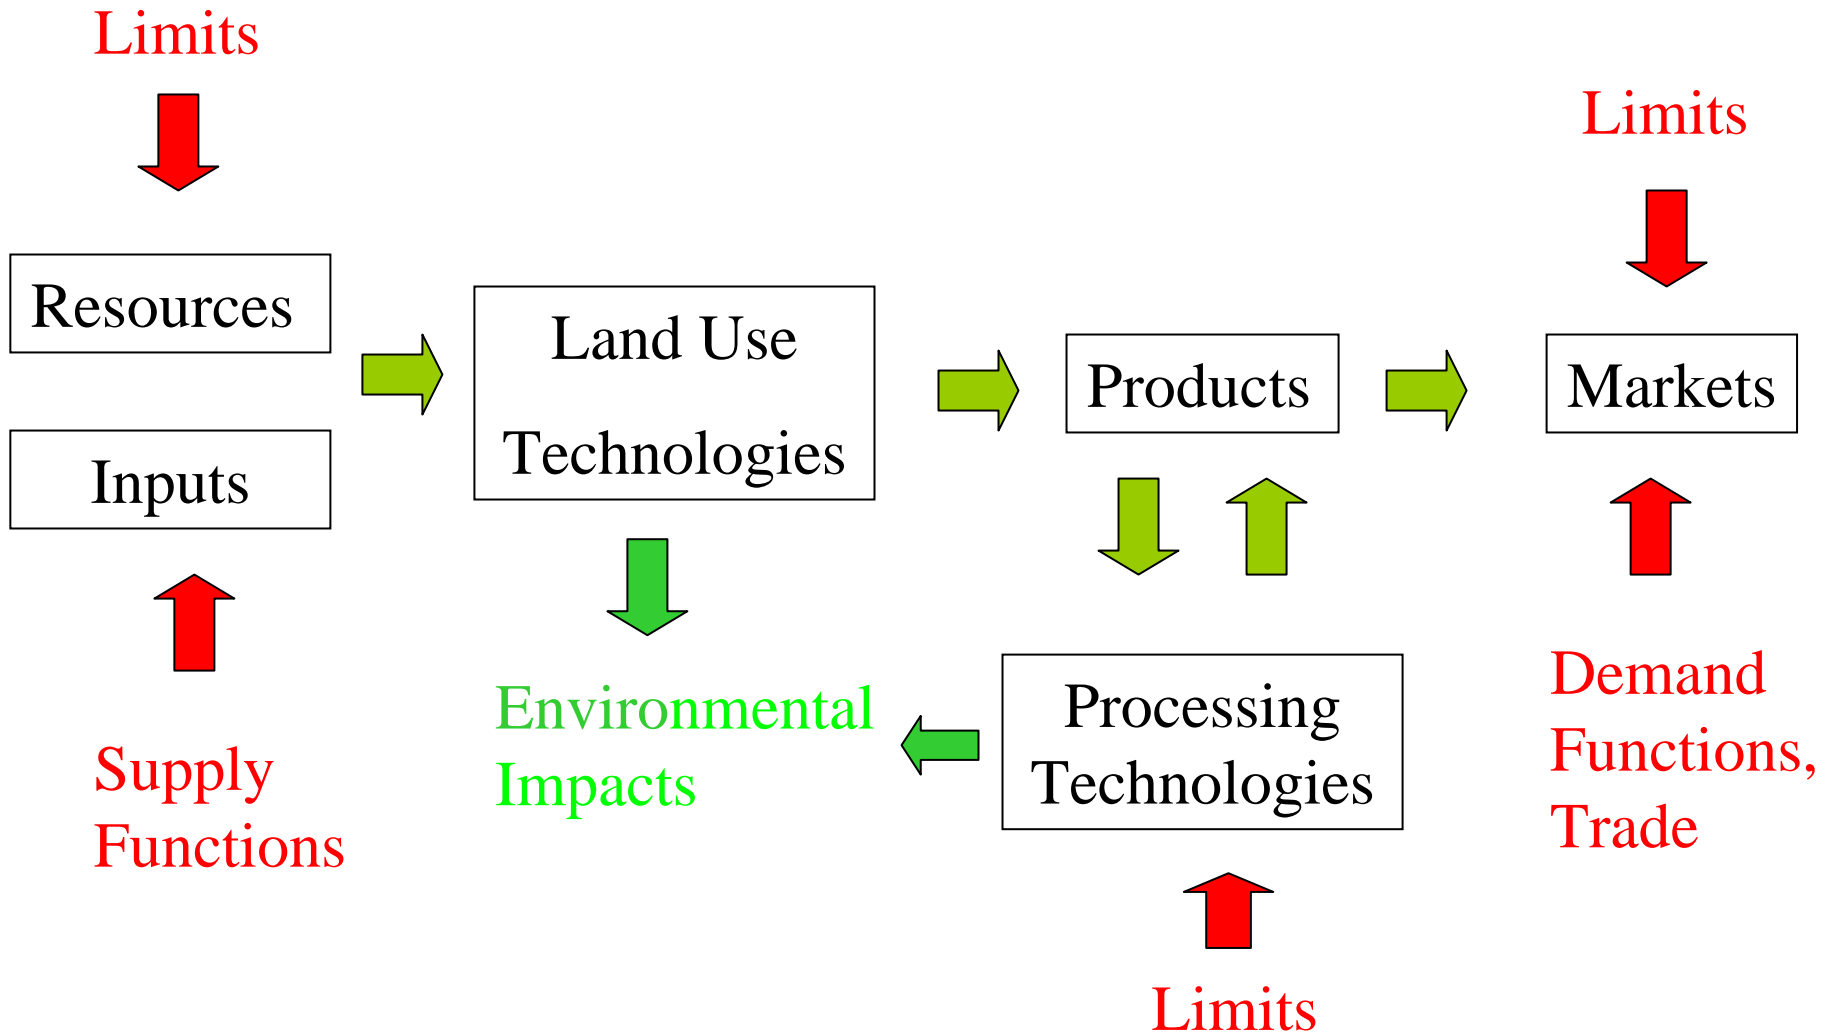 Limits
Limits
Resources
Land Use
Technologies
Products
Markets
Inputs
Environmental
Impacts
Processing
Technologies
Demand
Functions,
Trade
Supply
Functions
Limits